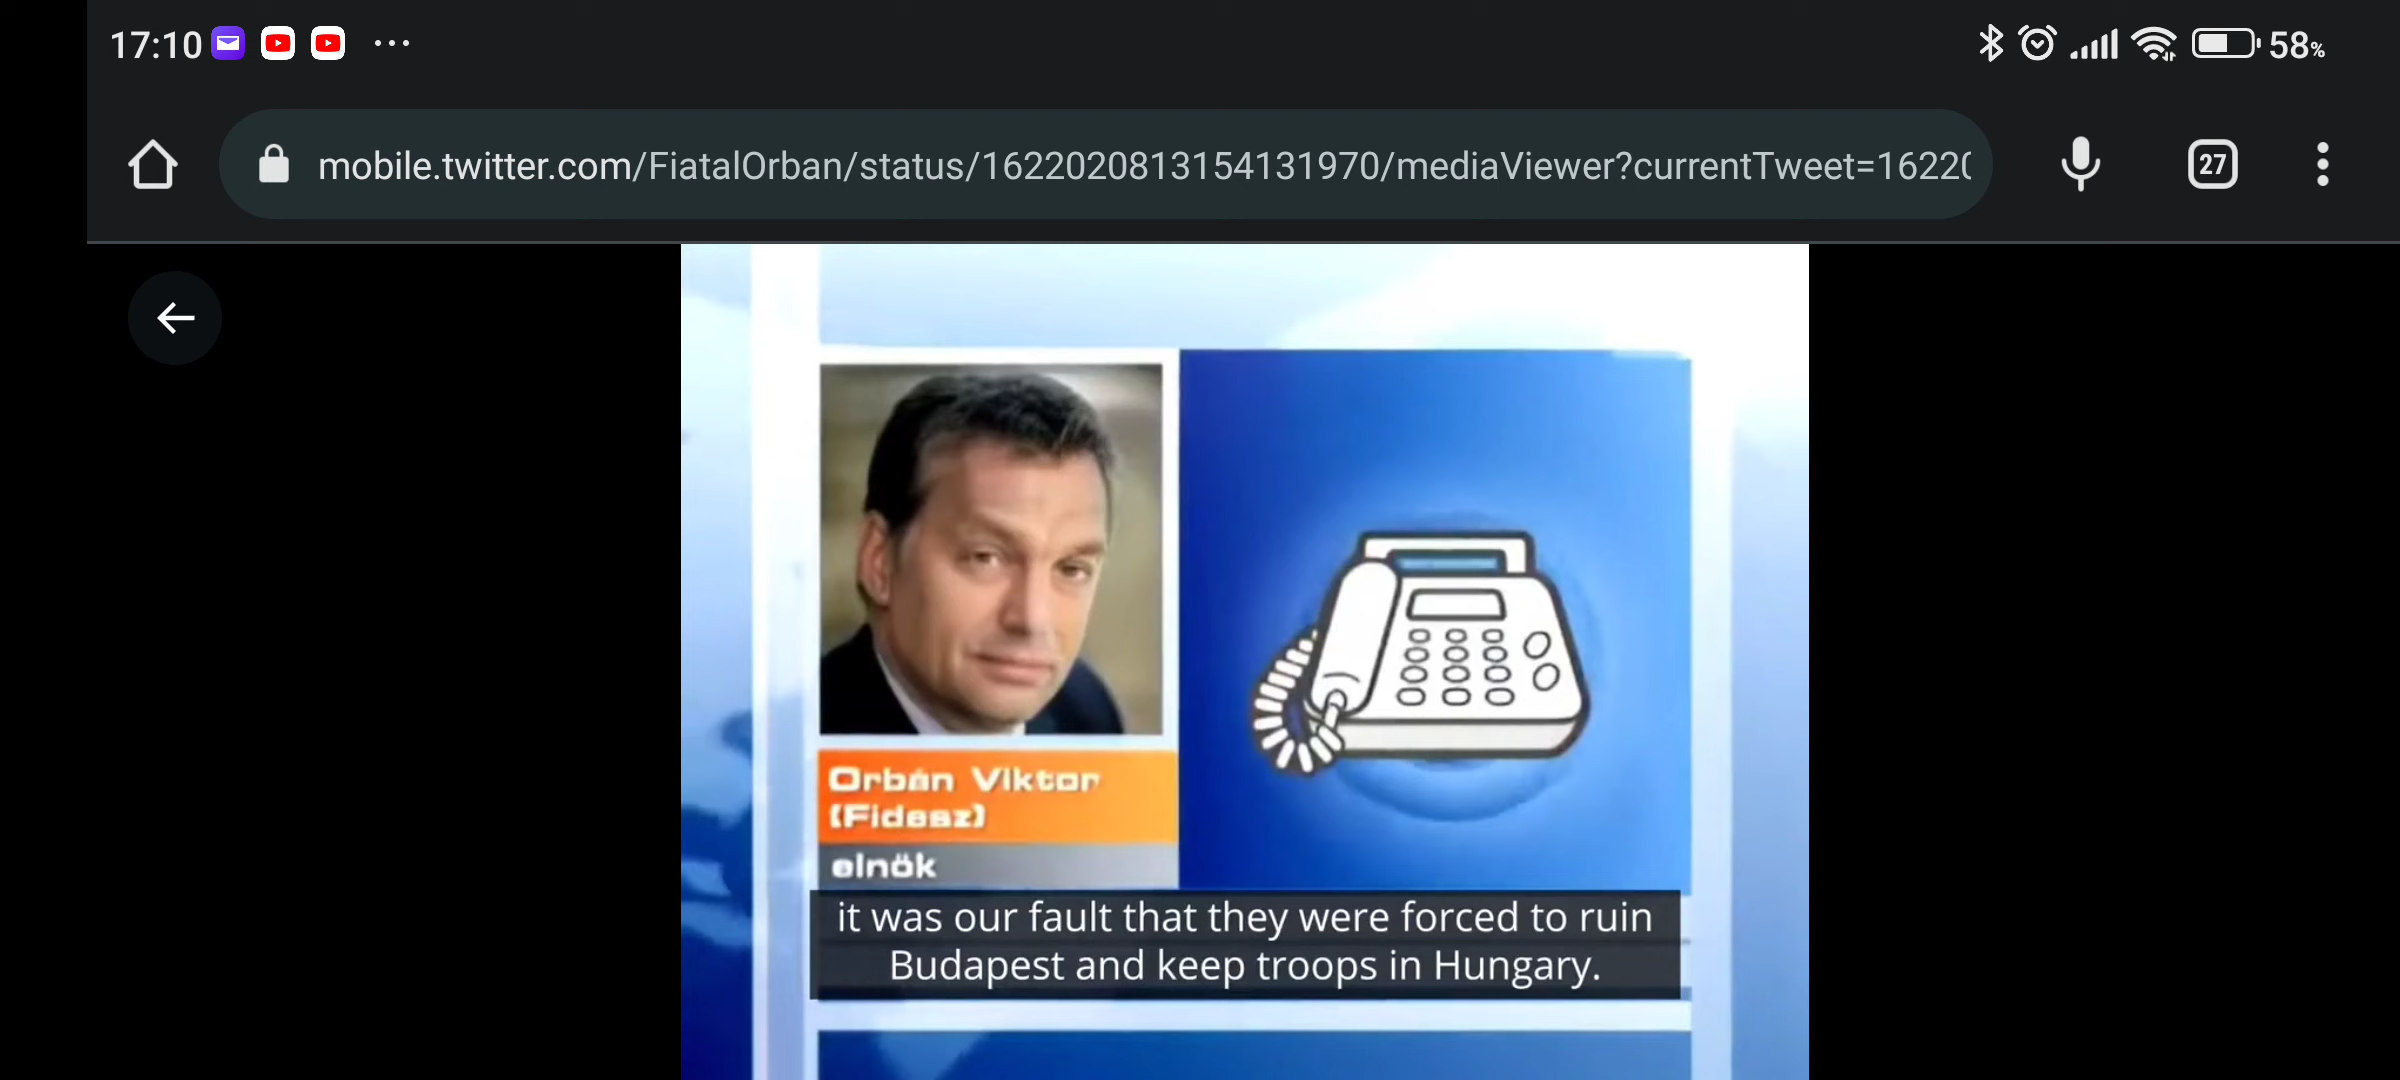 17:10
58%
mobile.twitter.com/FiatalOrban/status/1622020813154131970/mediaViewer?currentTweet=16220
27
Orbán Viktor
(Fidesz)
elnök
it was our fault that they were forced to ruin
Budapest and keep troops in Hungary.